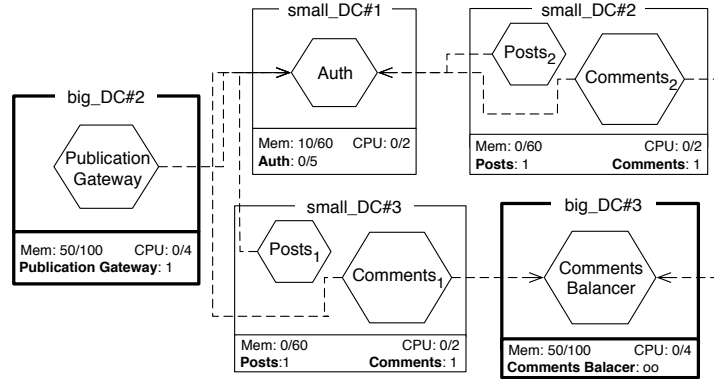 small_DC#1
Auth
Mem: 10/60 CPU: 0/2
Auth: 0/5
small_DC#2
Posts2
Comments2
Mem: 0/60 CPU: 0/2
Posts: 1 Comments: 1
big_DC#2
Publication
Gateway
Mem: 50/100 CPU: 0/4
Publication Gateway: 1
small_DC#3
Posts1
Comments1
Mem: 0/60 CPU: 0/2
Posts:1 Comments: 1
big_DC#3
Comments
Balancer
Mem: 50/100 CPU: 0/4
Comments Balacer: oo